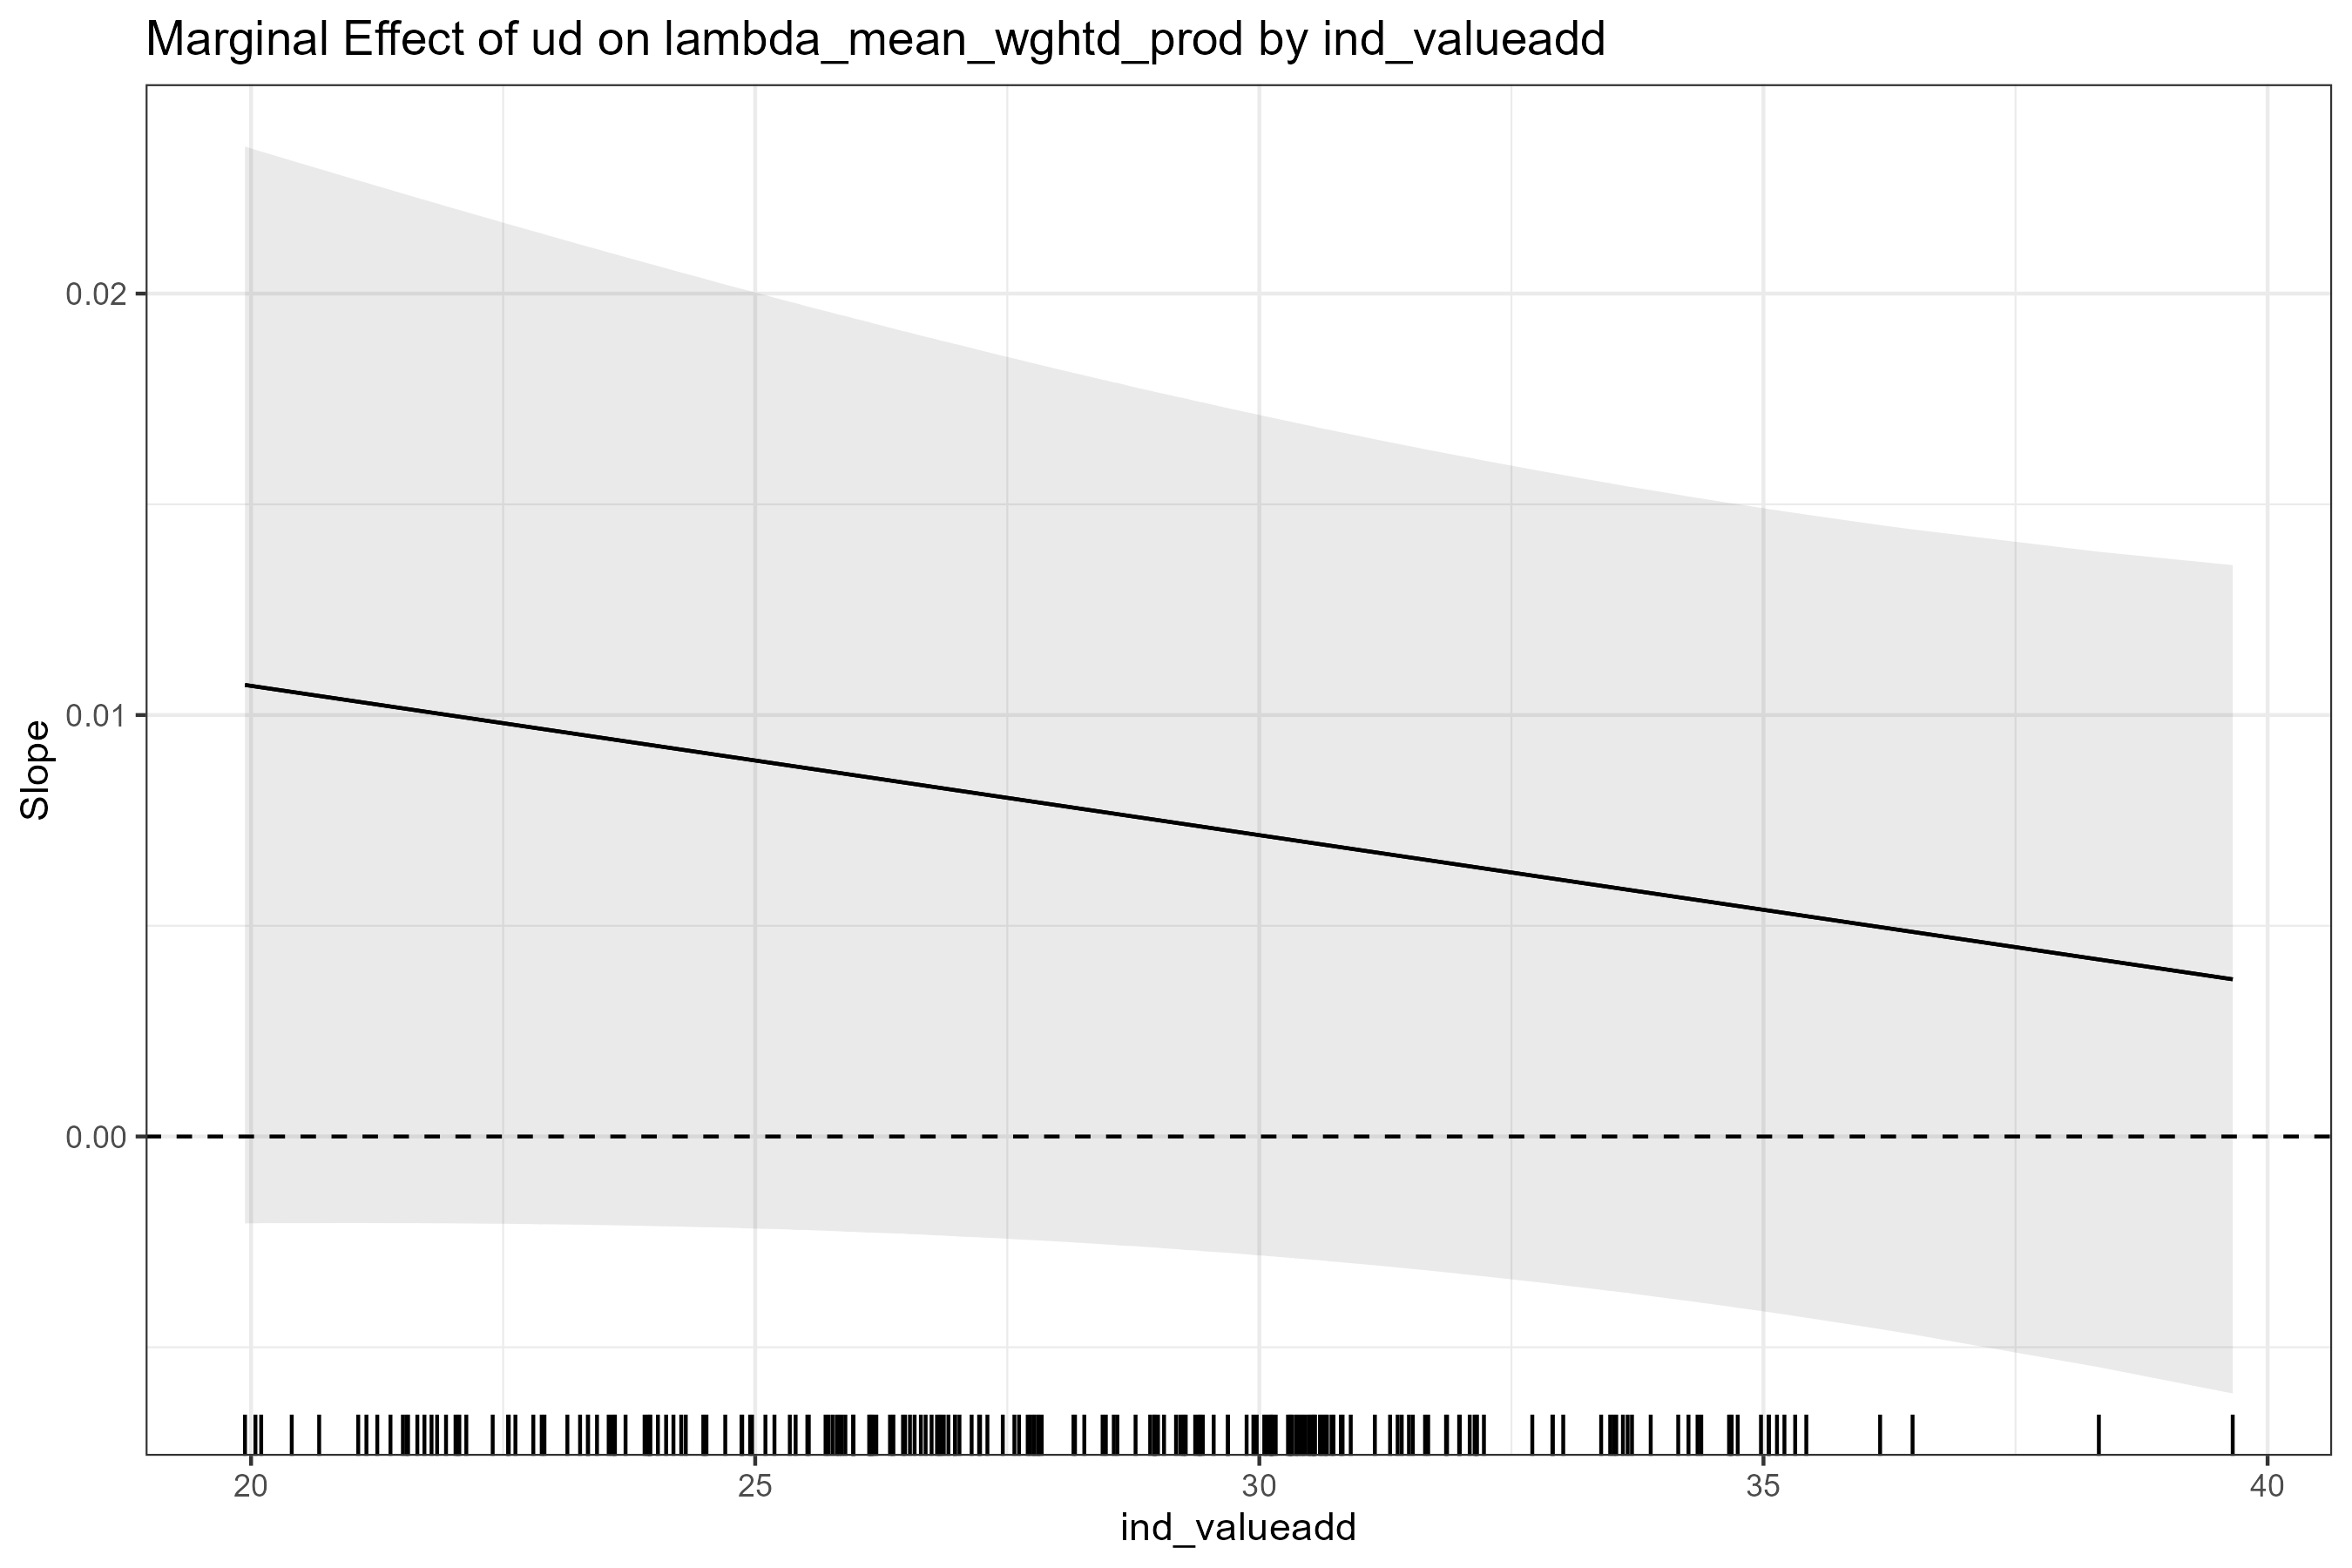 Marginal Effect of ud on lambda_mean_wghtd_prod by ind_valueadd
Slope
0.02
0.01
0.00
20 25 30 35 40
ind_valueadd